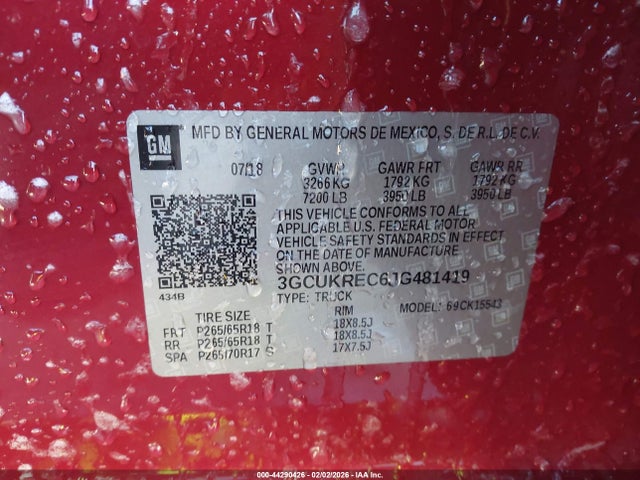 GM
MFD BY GENERAL MOTORS DE MEXICO, S. DE R.L. DE C.V.
07/18 GVWR GAWR FRT GAWR RR
3266 KG 1792 KG 1792 KG
7200 LB 3950 LB 3950 LB
THIS VEHICLE CONFORMS TO ALL
APPLICABLE U.S. FEDERAL MOTOR
VEHICLE SAFETY STANDARDS IN EFFECT
ON THE DATE OF MANUFACTURE SHOWN ABOVE.
434B
3GCUKREC6JG481419
TYPE: TRUCK MODEL: 69CK15543
TIRE SIZE RIM
FRT P265/65R18 T 18X8.5J
RR P265/65R18 T 18X8.5J
SPA P265/70R17 S 17X7.5J
000-44290426 - 02/02/2026 - IAA Inc.